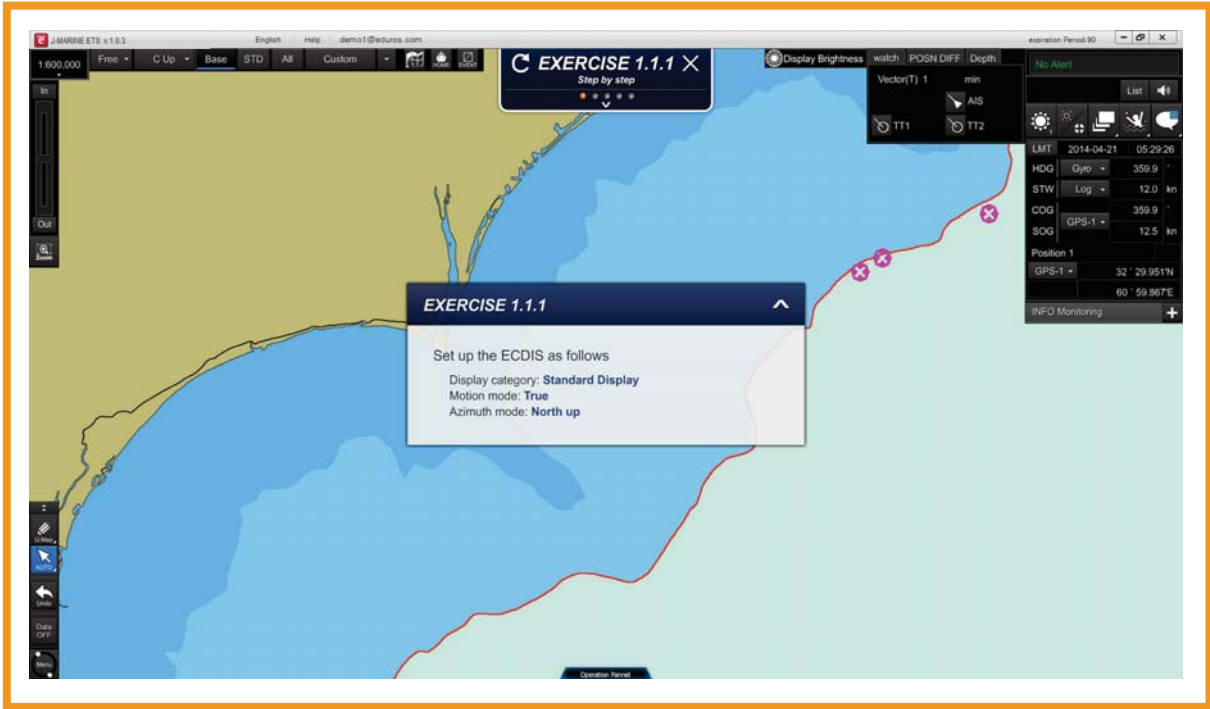 J-MARINE ETS v.1.0.3 English Help demo1@eduros.com expiration Period:90
1:600,000 Free C Up Base STD All Custom HOME EVENT
EXERCISE 1.1.1
Step by step
Display Brightness watch POSN DIFF Depth
Vector(T) 1 min
AIS
TT1 TT2
No Alert
List
LMT 2014-04-21 05:29:26
HDG Gyro 359.9 °
STW Log 12.0 kn
COG GPS-1 359.9 °
SOG 12.5 kn
Position 1
GPS-1 32 ° 29.951'N
60 ° 59.867'E
INFO Monitoring
In
Out
Zoom
EXERCISE 1.1.1
Set up the ECDIS as follows
Display category: Standard Display
Motion mode: True
Azimuth mode: North up
U.Map
AUTO
Undo
Data
OFF
Menu
Operation Pannel